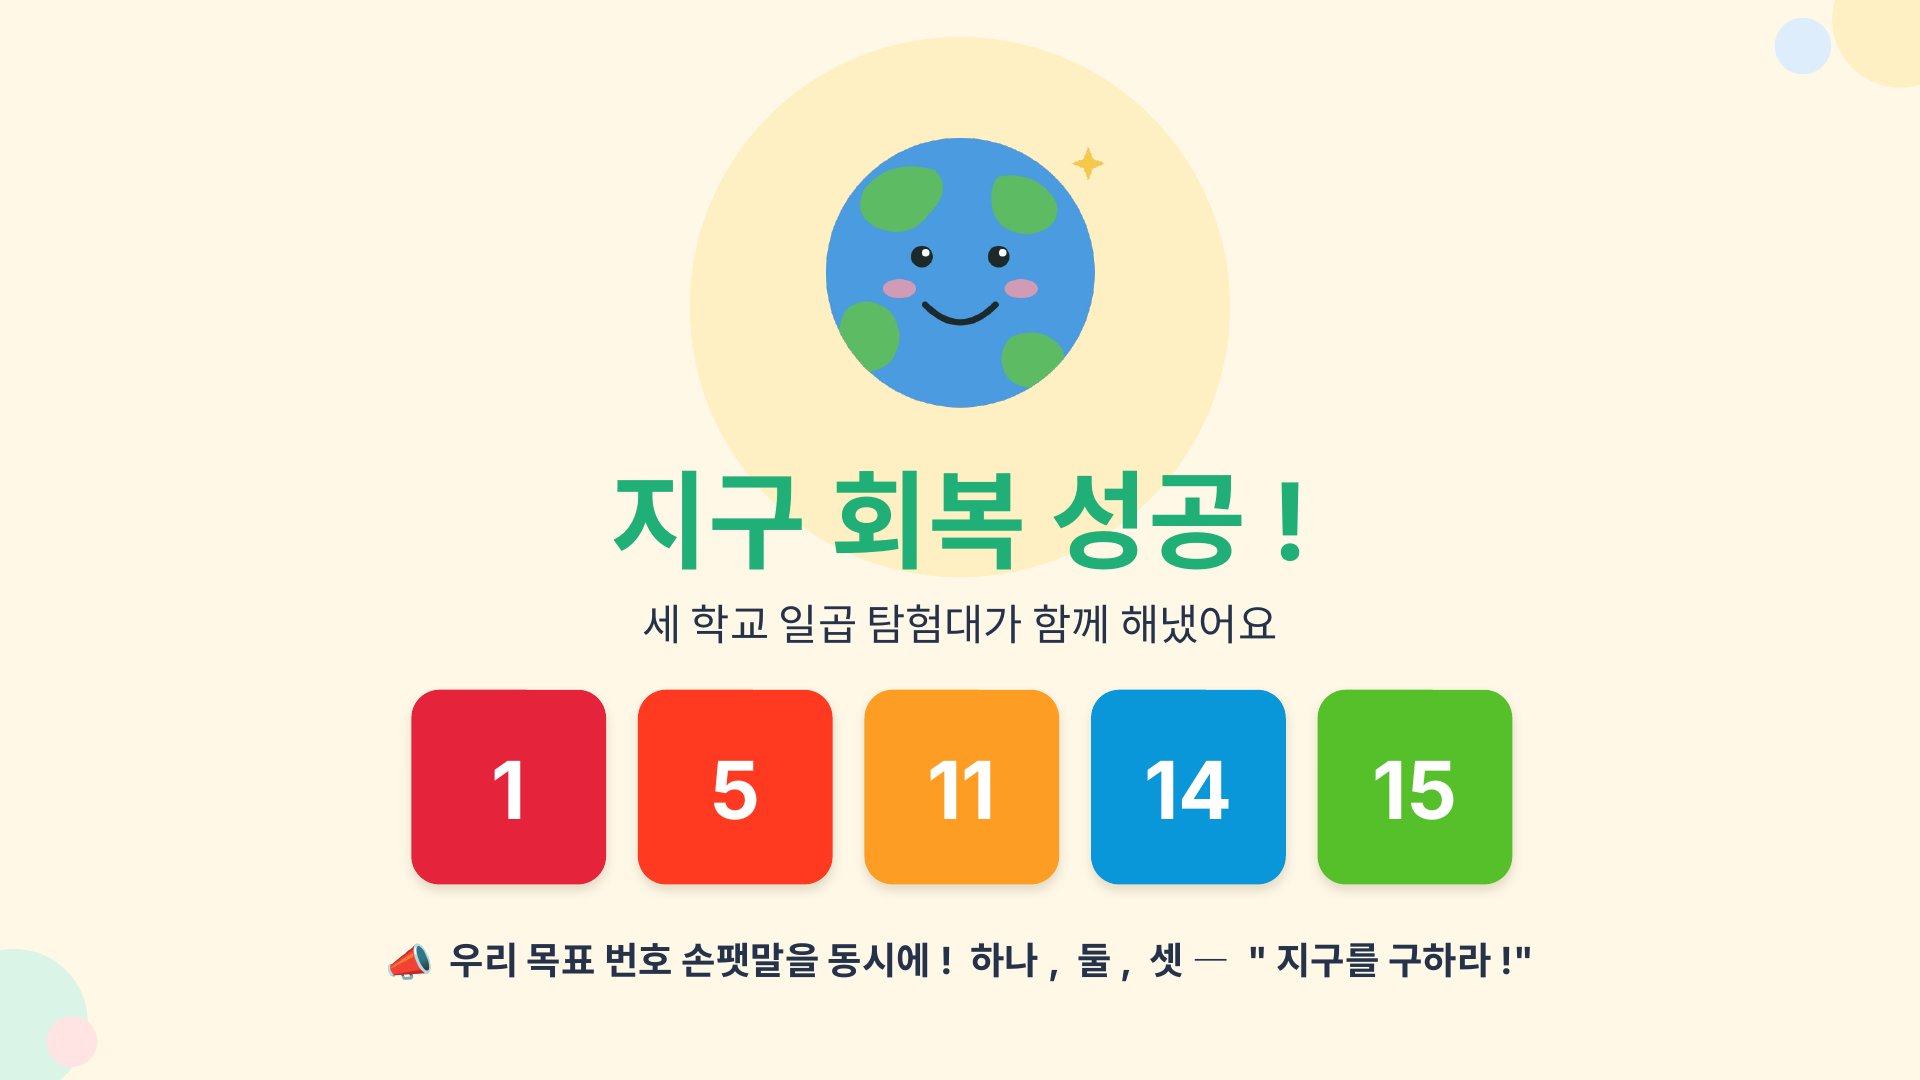 지구 회복 성공 !
세 학교 일곱 탐험대가 함께 해냈어요
1 5 11 14 15
우리 목표 번호 손팻말을 동시에 ! 하나 , 둘 , 셋 — " 지구를 구하라 !"